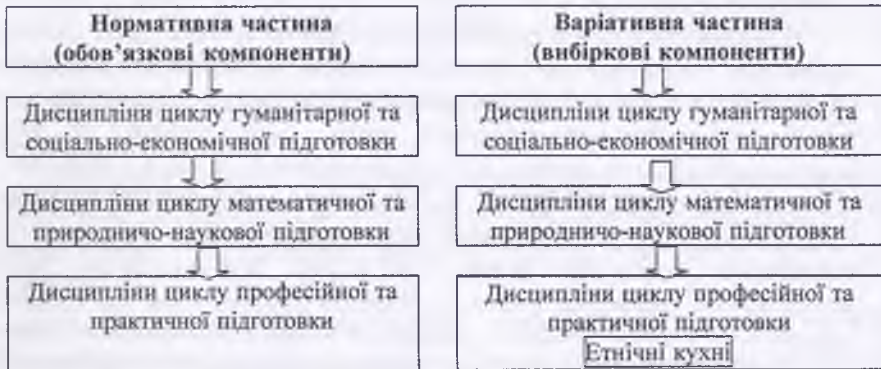 Нормативна частина
(обов’язкові компоненти)
Дисципліни циклу гуманітарної та
соціально-економічної підготовки
Дисципліни циклу математичної та
природничо-наукової підготовки
Дисципліни циклу професійної та
практичної підготовки
Варіативна частина
(вибіркові компоненти)
Дисципліни циклу гуманітарної та
соціально-економічної підготовки
Дисципліни циклу математичної та
природничо-наукової підготовки
Дисципліни циклу професійної та
практичної підготовки
Етнічні кухні